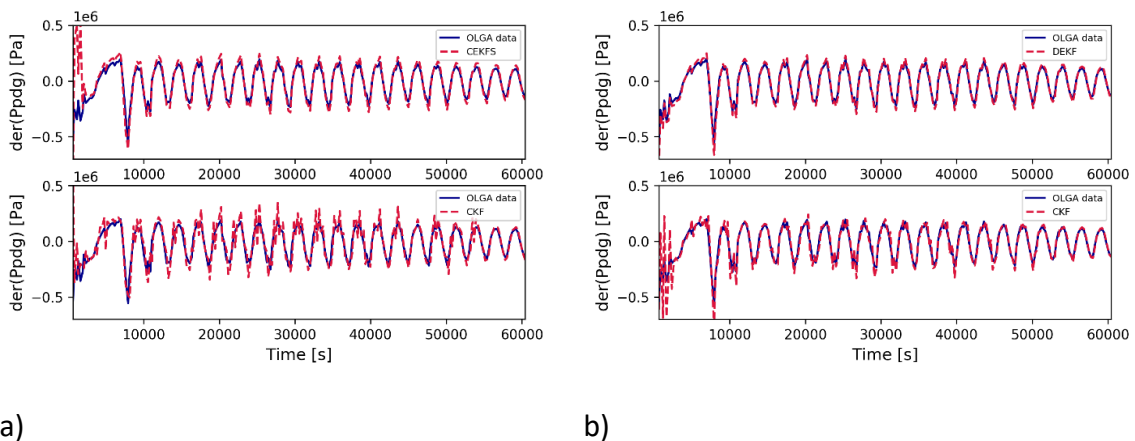 1e6
0.5
0.0
−0.5
der(Ppdg) [Pa]
OLGA data
CEKFS
10000 20000 30000 40000 50000 60000
1e6
0.5
0.0
−0.5
der(Ppdg) [Pa]
OLGA data
CKF
10000 20000 30000 40000 50000 60000
Time [s]
a)
1e6
0.5
0.0
−0.5
der(Ppdg) [Pa]
OLGA data
DEKF
10000 20000 30000 40000 50000 60000
1e6
0.5
0.0
−0.5
der(Ppdg) [Pa]
OLGA data
CKF
10000 20000 30000 40000 50000 60000
Time [s]
b)